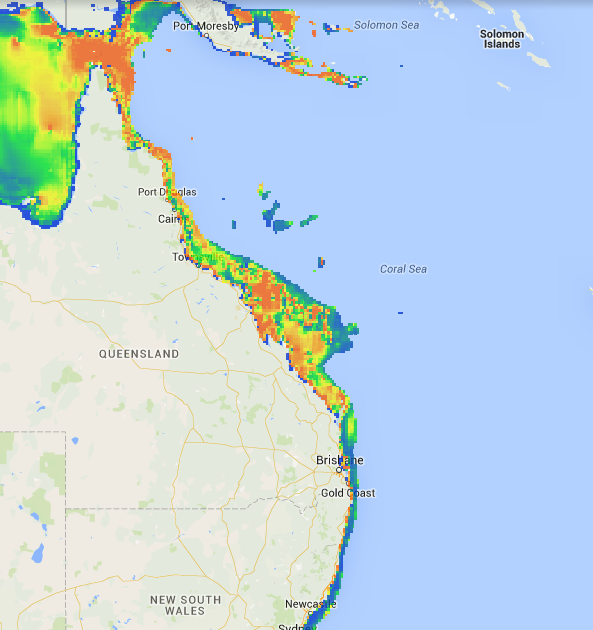 Port Moresby
Solomon Sea
Solomon
Islands
Port Douglas
Cairns
Townsville
Coral Sea
QUEENSLAND
Brisbane
Gold Coast
NEW SOUTH
WALES
Newcastle
Sydney